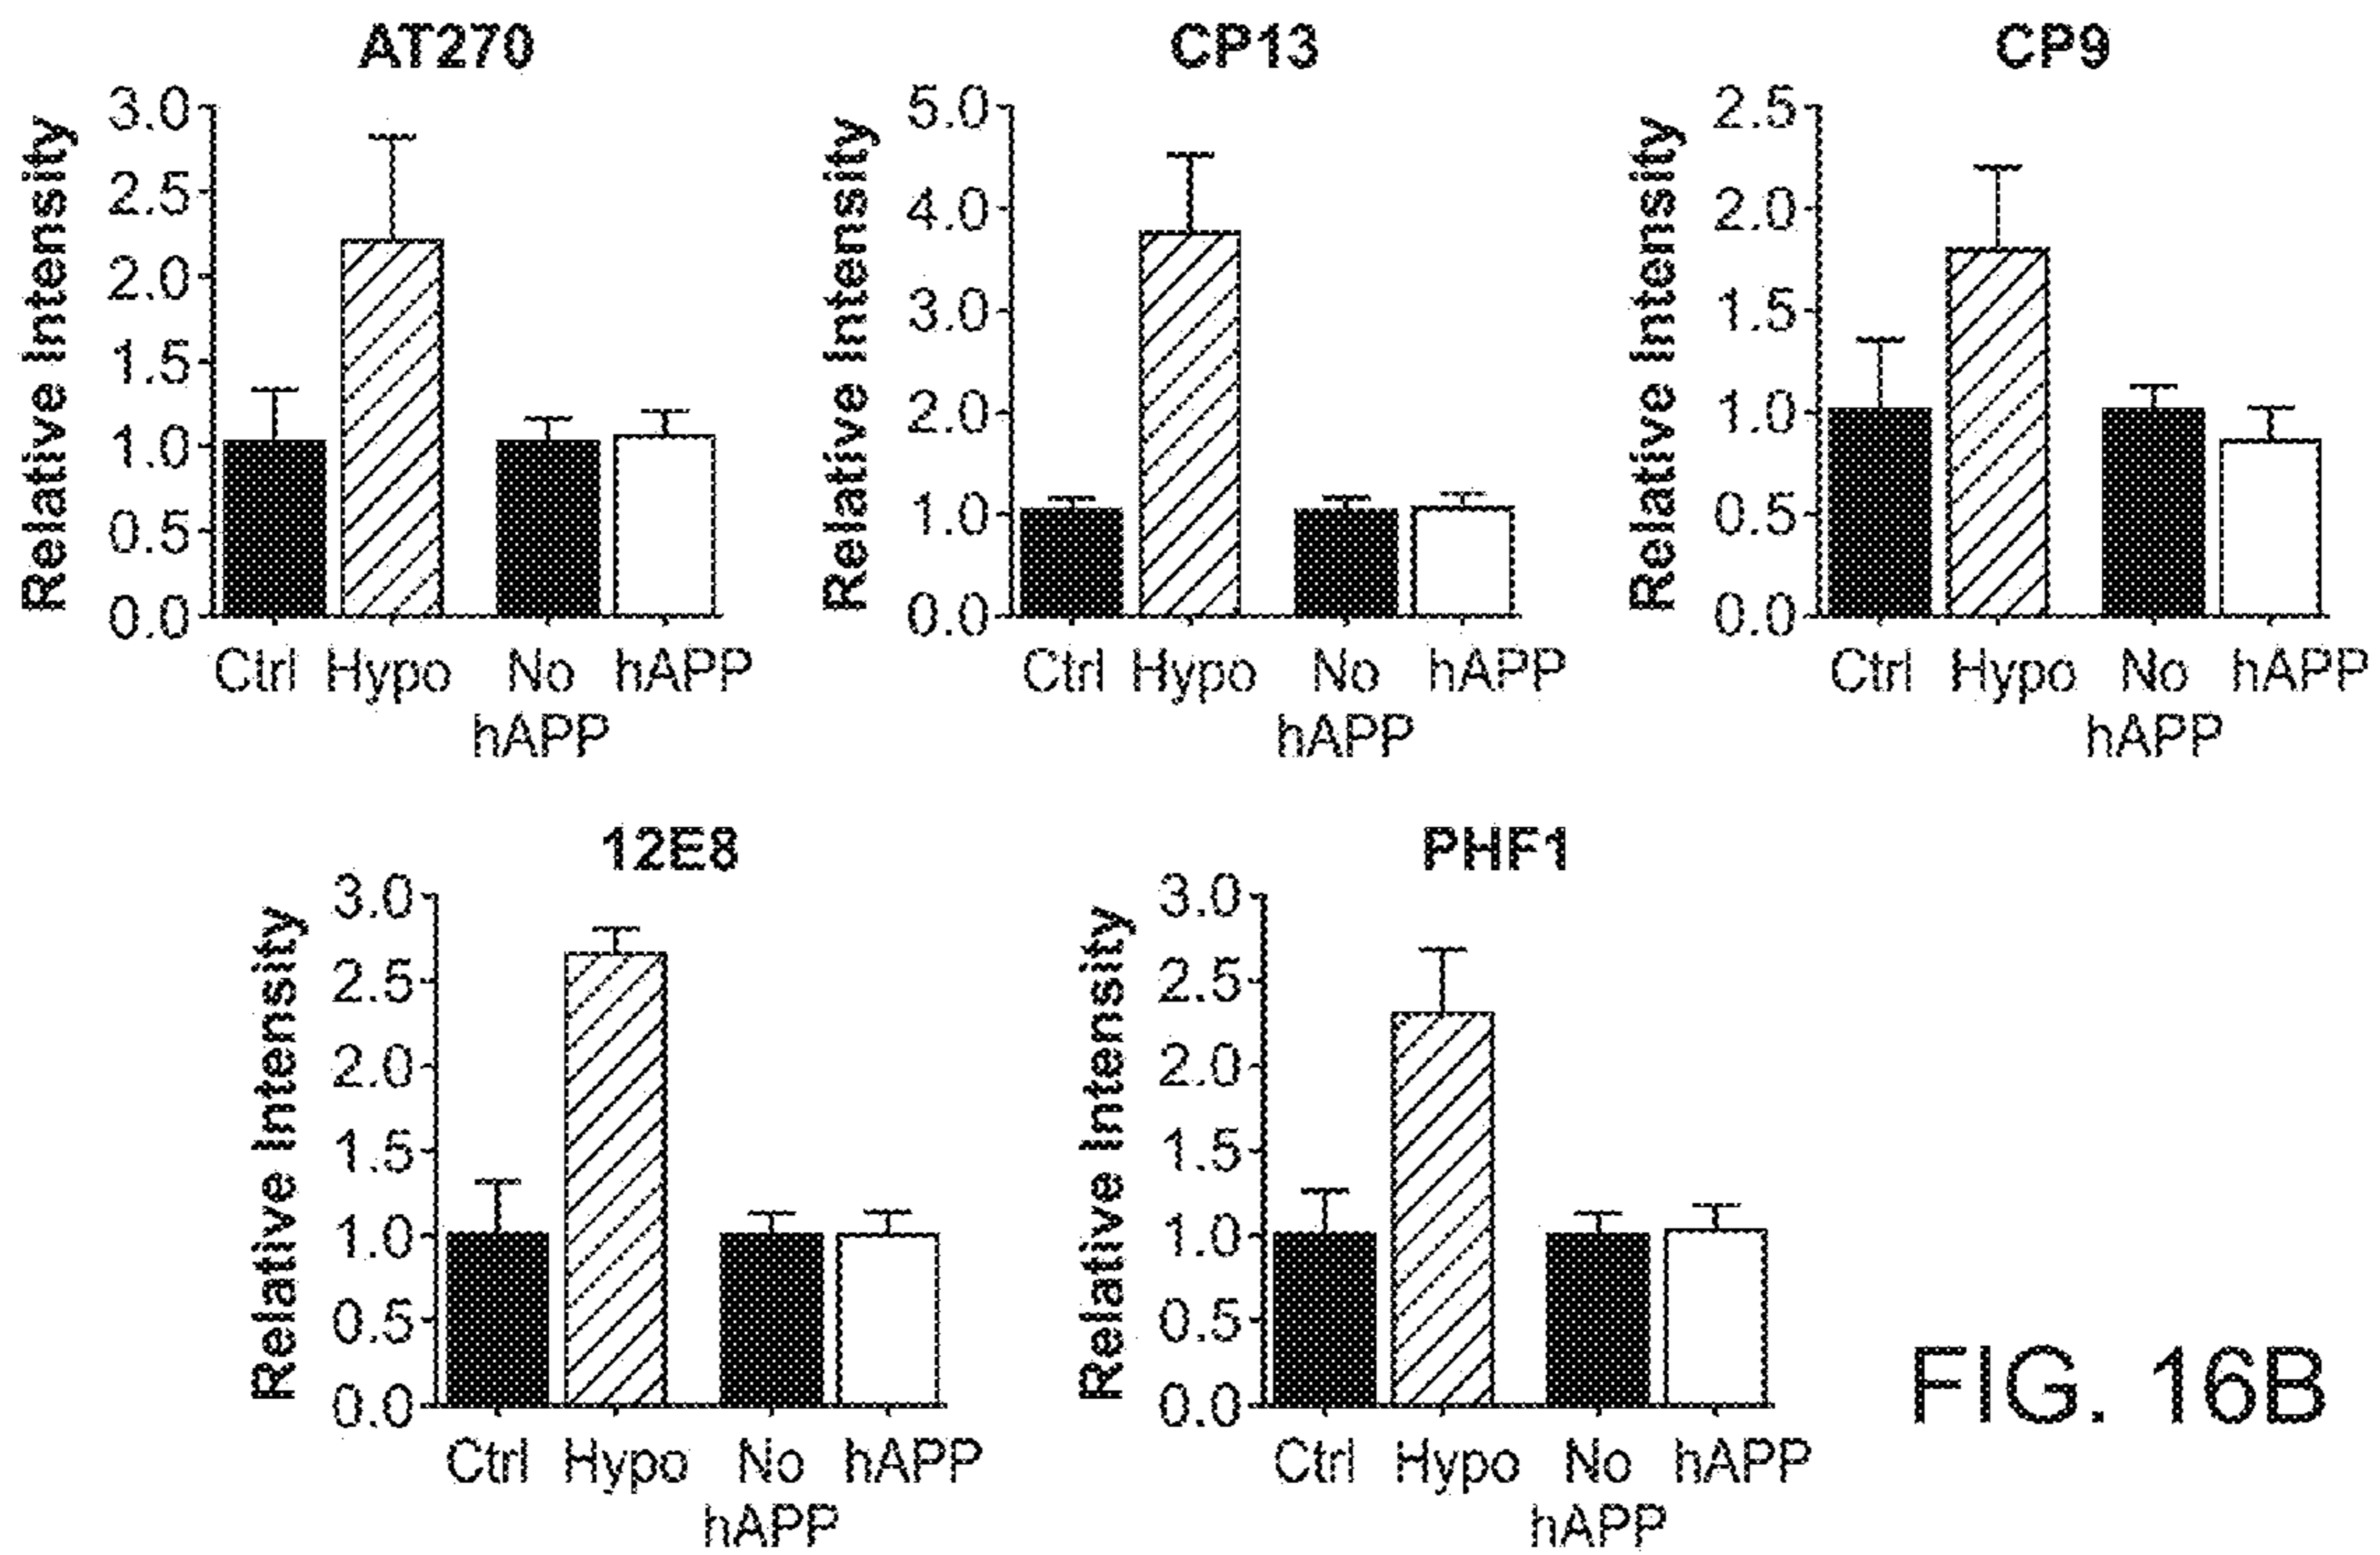 AT270
Relative Intensity
3.0
2.5
2.0
1.5
1.0
0.5
0.0
Ctrl Hypo No hAPP
hAPP
CP13
Relative Intensity
5.0
4.0
3.0
2.0
1.0
0.0
Ctrl Hypo No hAPP
hAPP
CP9
Relative Intensity
2.5
2.0
1.5
1.0
0.5
0.0
Ctrl Hypo No hAPP
hAPP
12E8
Relative Intensity
3.0
2.5
2.0
1.5
1.0
0.5
0.0
Ctrl Hypo No hAPP
hAPP
PHF1
Relative Intensity
3.0
2.5
2.0
1.5
1.0
0.5
0.0
Ctrl Hypo No hAPP
hAPP
FIG. 16B